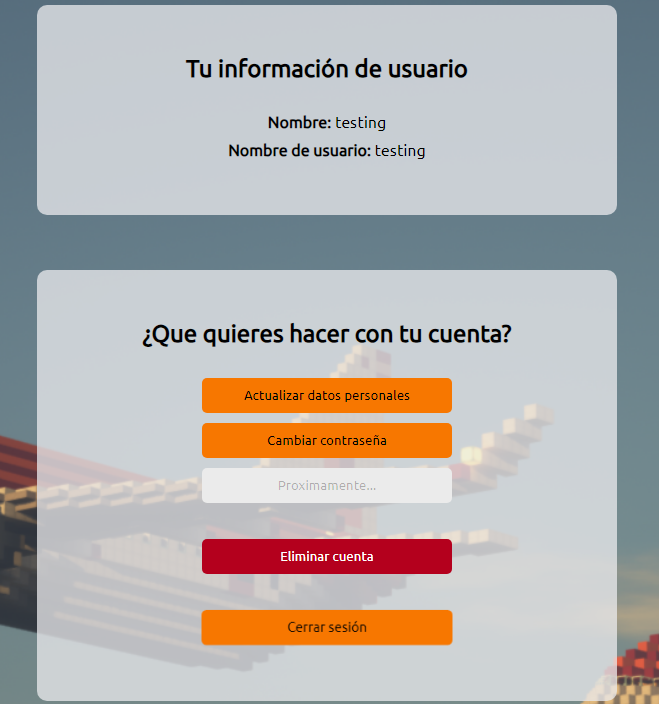 Tu información de usuario
Nombre: testing
Nombre de usuario: testing
¿Que quieres hacer con tu cuenta?
Actualizar datos personales
Cambiar contraseña
Proximamente...
Eliminar cuenta
Cerrar sesión